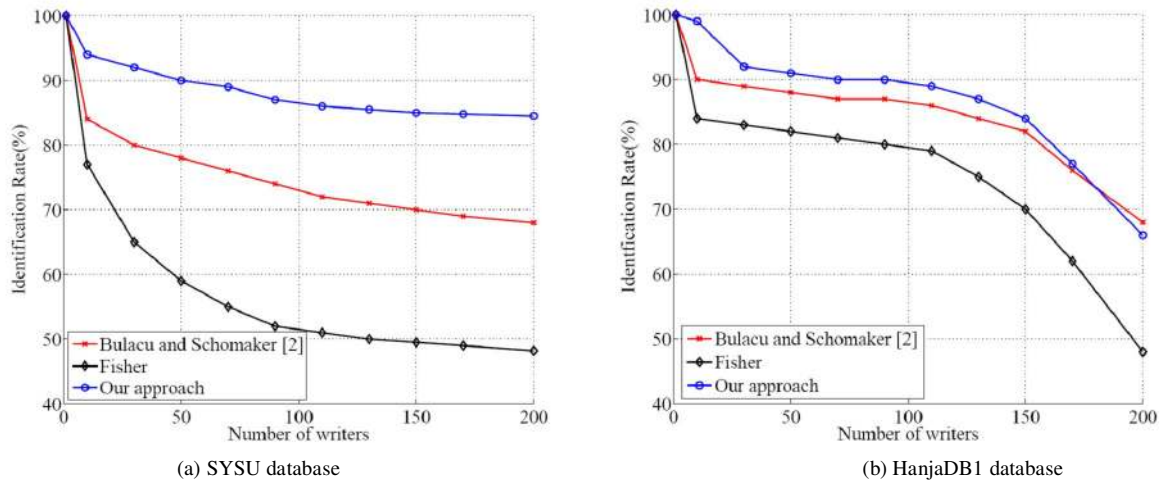 100
90
80
70
60
50
40
Identification Rate(%)
Bulacu and Schomaker [2]
Fisher
Our approach
0
50
100
150
200
Number of writers
(a) SYSU database
100
90
80
70
60
50
40
Identfication Rate(%)
Bulacu and Schomaker [2]
Fisher
Our approach
0
50
100
150
200
Number of writers
(b) HanjaDB1 database